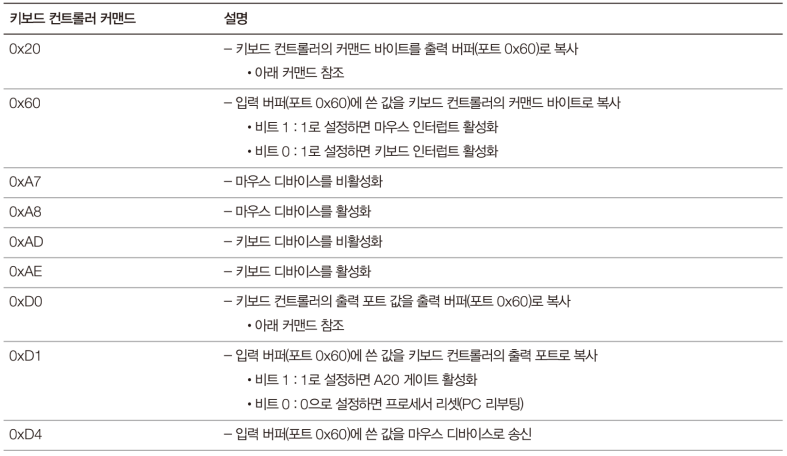 키보드 컨트롤러 커맨드 설명
0x20 – 키보드 컨트롤러의 커맨드 바이트를 출력 버퍼(포트 0x60)로 복사
• 아래 커맨드 참조
0x60 – 입력 버퍼(포트 0x60)에 쓴 값을 키보드 컨트롤러의 커맨드 바이트로 복사
• 비트 1 : 1로 설정하면 마우스 인터럽트 활성화
• 비트 0 : 1로 설정하면 키보드 인터럽트 활성화
0xA7 – 마우스 디바이스를 비활성화
0xA8 – 마우스 디바이스를 활성화
0xAD – 키보드 디바이스를 비활성화
0xAE – 키보드 디바이스를 활성화
0xD0 – 키보드 컨트롤러의 출력 포트 값을 출력 버퍼(포트 0x60)로 복사
• 아래 커맨드 참조
0xD1 – 입력 버퍼(포트 0x60)에 쓴 값을 키보드 컨트롤러의 출력 포트로 복사
• 비트 1 : 1로 설정하면 A20 게이트 활성화
• 비트 0 : 0으로 설정하면 프로세서 리셋(PC 리부팅)
0xD4 – 입력 버퍼(포트 0x60)에 쓴 값을 마우스 디바이스로 송신